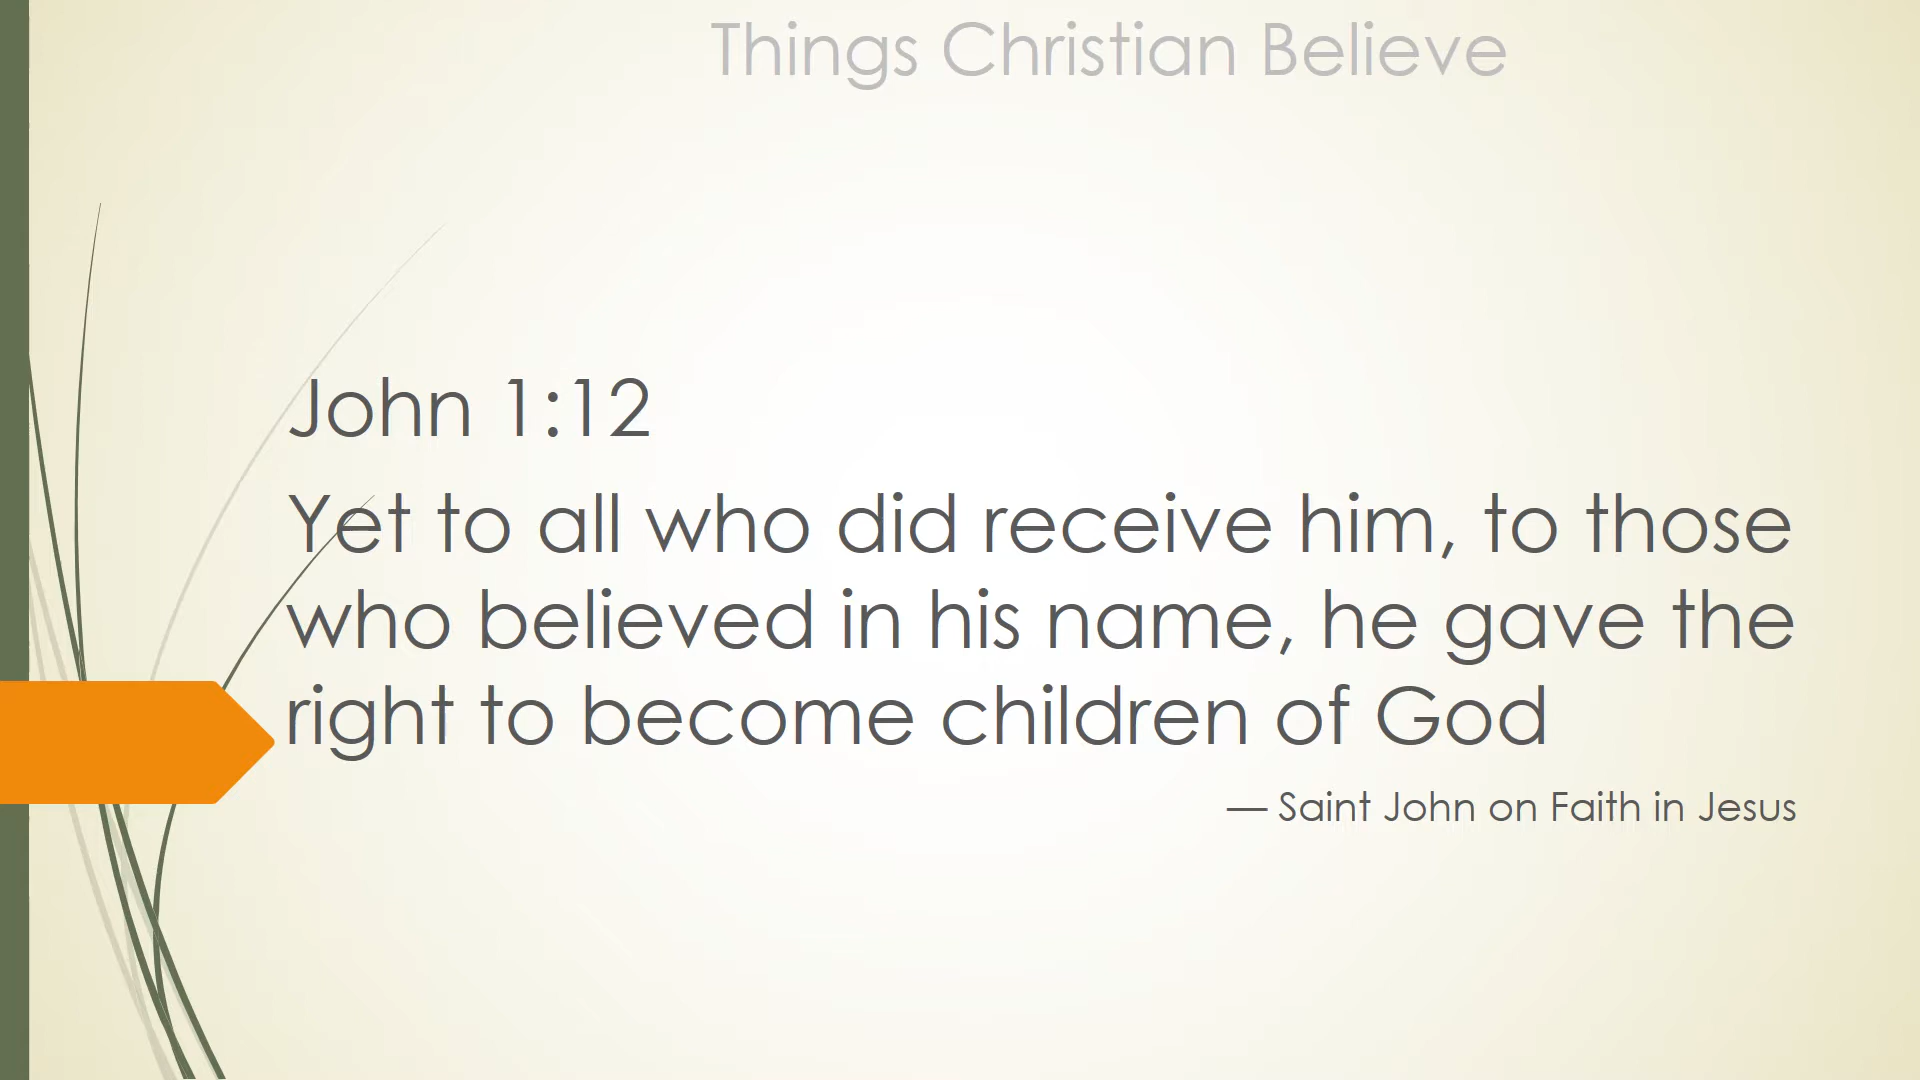 Things Christian Believe
John 1:12
Yet to all who did receive him, to those
who believed in his name, he gave the
right to become children of God
— Saint John on Faith in Jesus